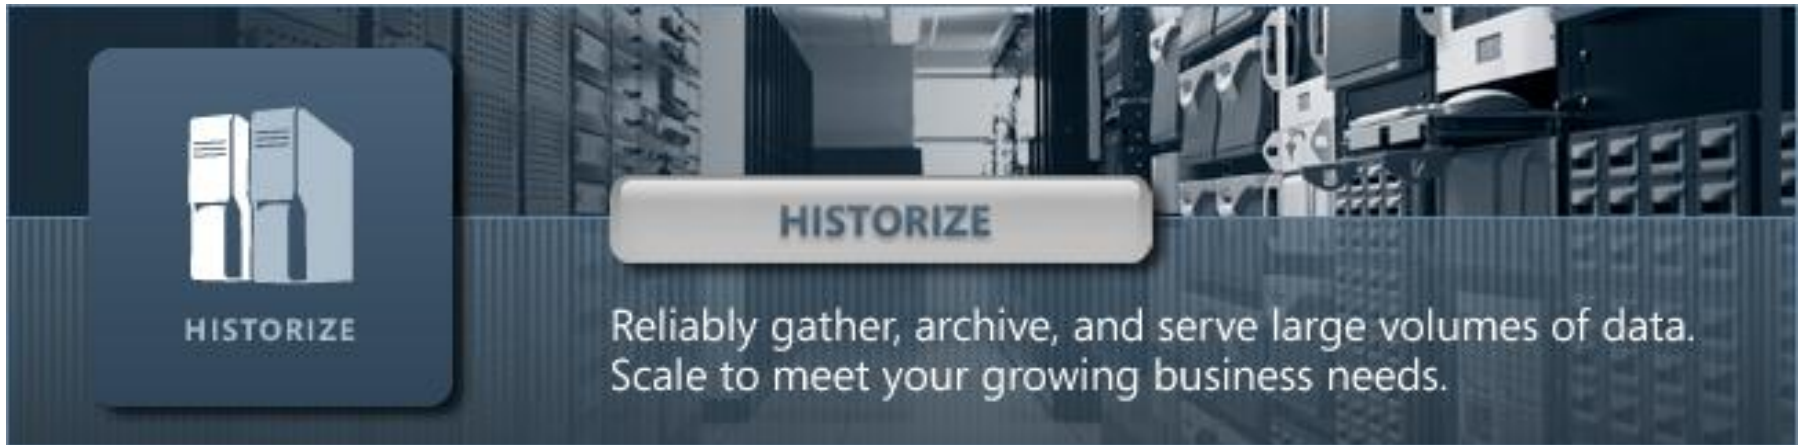 HISTORIZE
HISTORIZE
Reliably gather, archive, and serve large volumes of data.
Scale to meet your growing business needs.